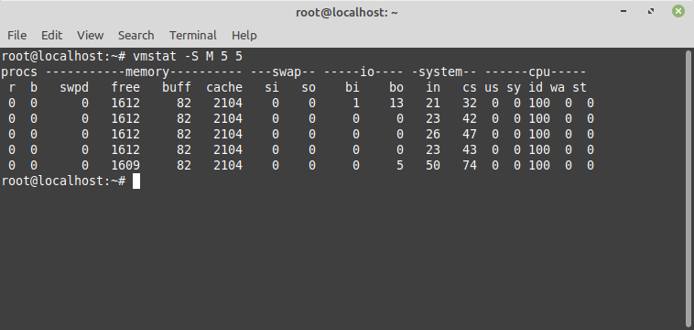 root@localhost: ~
File Edit View Search Terminal Help
root@localhost:~# vmstat -S M 5 5
procs -----------memory---------- ---swap-- -----io---- -system-- ------cpu-----
 r  b   swpd   free   buff  cache   si   so    bi    bo   in   cs us sy id wa st
 0  0      0   1612     82   2104    0    0     1    13   21   32  0  0 100  0  0
 0  0      0   1612     82   2104    0    0     0     0   23   42  0  0 100  0  0
 0  0      0   1612     82   2104    0    0     0     0   26   47  0  0 100  0  0
 0  0      0   1612     82   2104    0    0     0     0   23   43  0  0 100  0  0
 0  0      0   1609     82   2104    0    0     0     5   50   74  0  0 100  0  0
root@localhost:~#